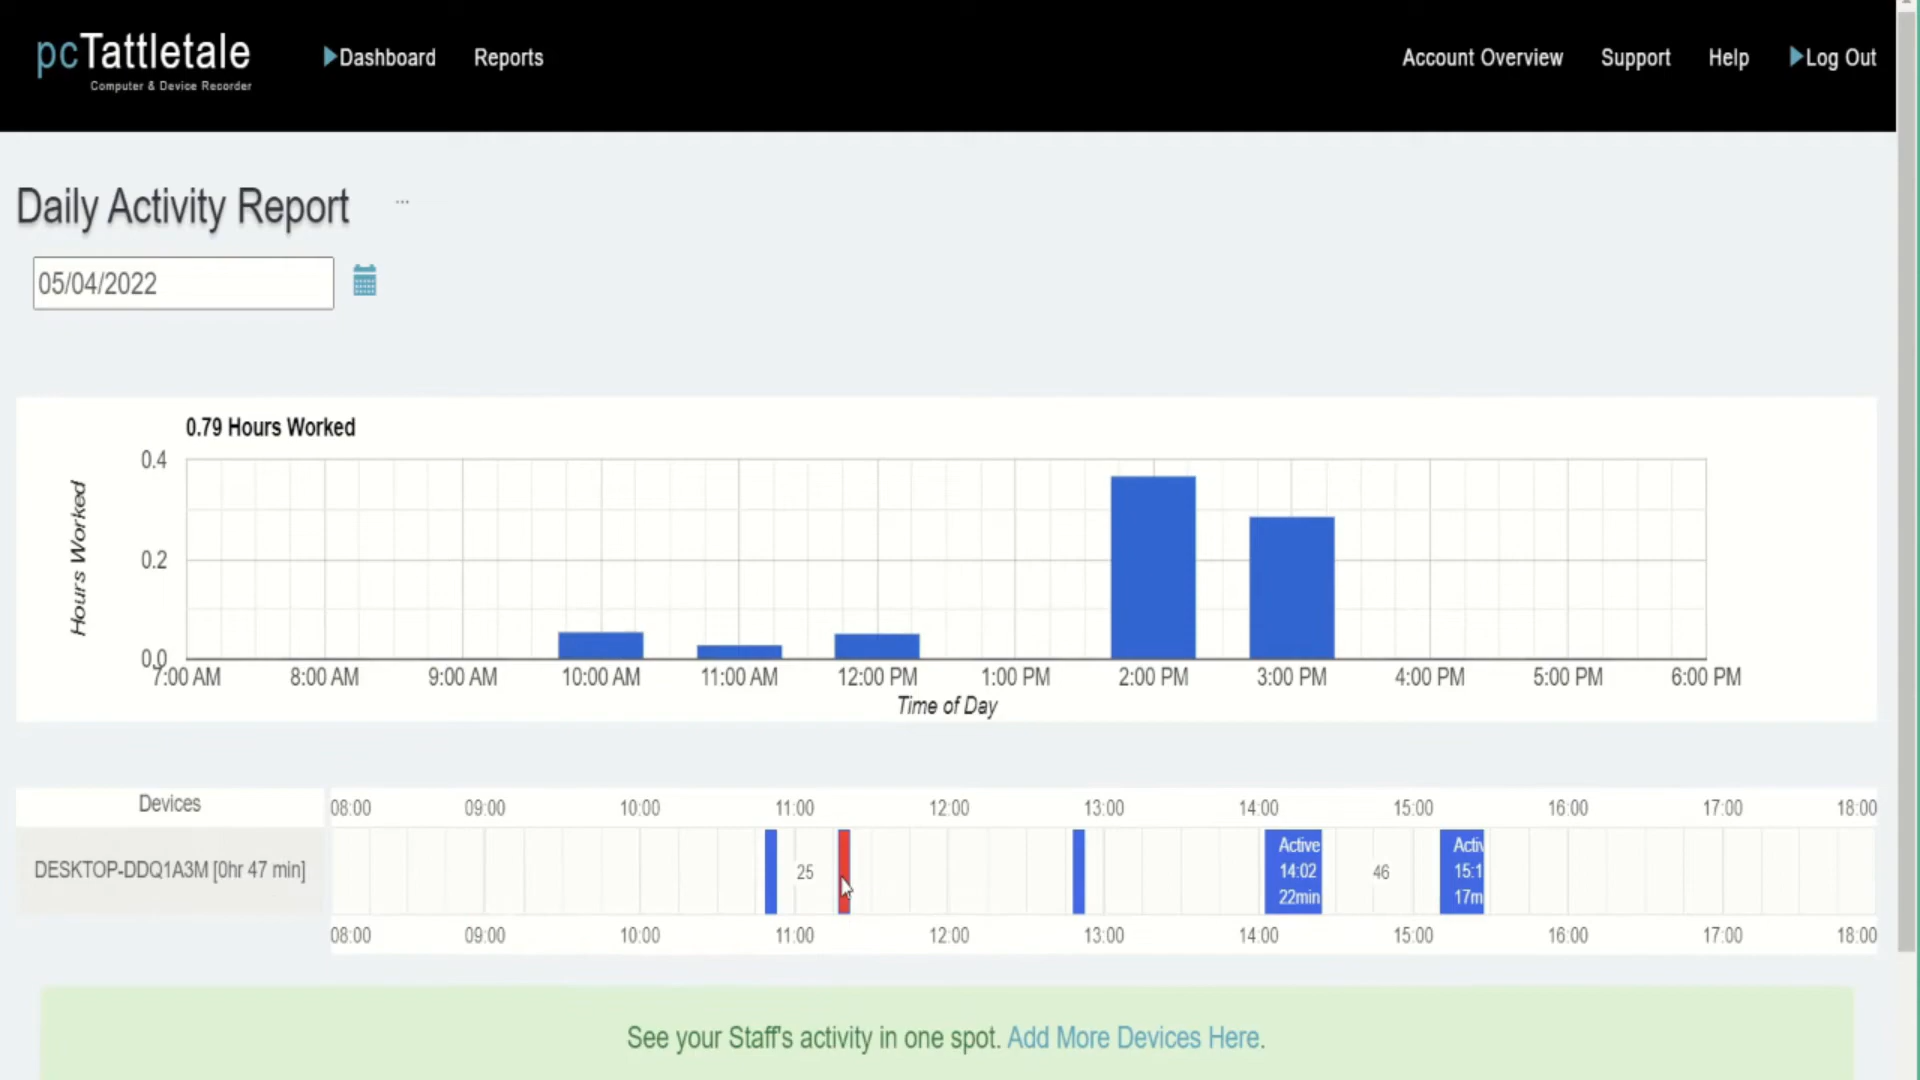 pcTattletale
Computer & Device Recorder
Dashboard Reports Account Overview Support Help Log Out
Daily Activity Report ...
05/04/2022
0.79 Hours Worked
Hours Worked
0.4
0.2
0.0
7:00 AM 8:00 AM 9:00 AM 10:00 AM 11:00 AM 12:00 PM 1:00 PM 2:00 PM 3:00 PM 4:00 PM 5:00 PM 6:00 PM
Time of Day
Devices 08:00 09:00 10:00 11:00 12:00 13:00 14:00 15:00 16:00 17:00 18:00
DESKTOP-DDQ1A3M [0hr 47 min] 25 46
Active
14:02
22min
Activ
15:1
17m
08:00 09:00 10:00 11:00 12:00 13:00 14:00 15:00 16:00 17:00 18:00
See your Staff's activity in one spot. Add More Devices Here.